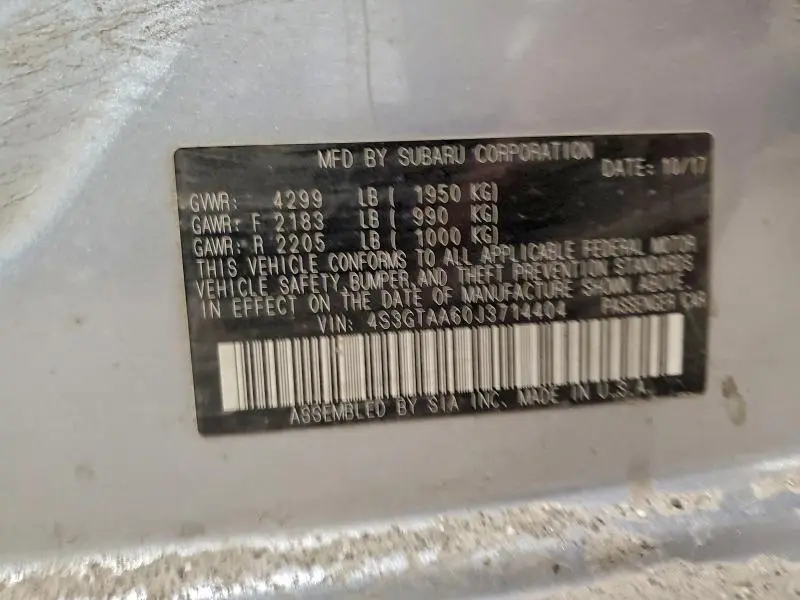 MFD BY SUBARU CORPORATION DATE: 10/17
GVWR: 4299 LB ( 1950 KG)
GAWR: F 2183 LB ( 990 KG)
GAWR: R 2205 LB ( 1000 KG)
THIS VEHICLE CONFORMS TO ALL APPLICABLE FEDERAL MOTOR
VEHICLE SAFETY, BUMPER, AND THEFT PREVENTION STANDARDS
IN EFFECT ON THE DATE OF MANUFACTURE SHOWN ABOVE.
VIN: 4S3GTAA60J3714404 PASSENGER CAR
ASSEMBLED BY SIA INC. MADE IN U.S.A.